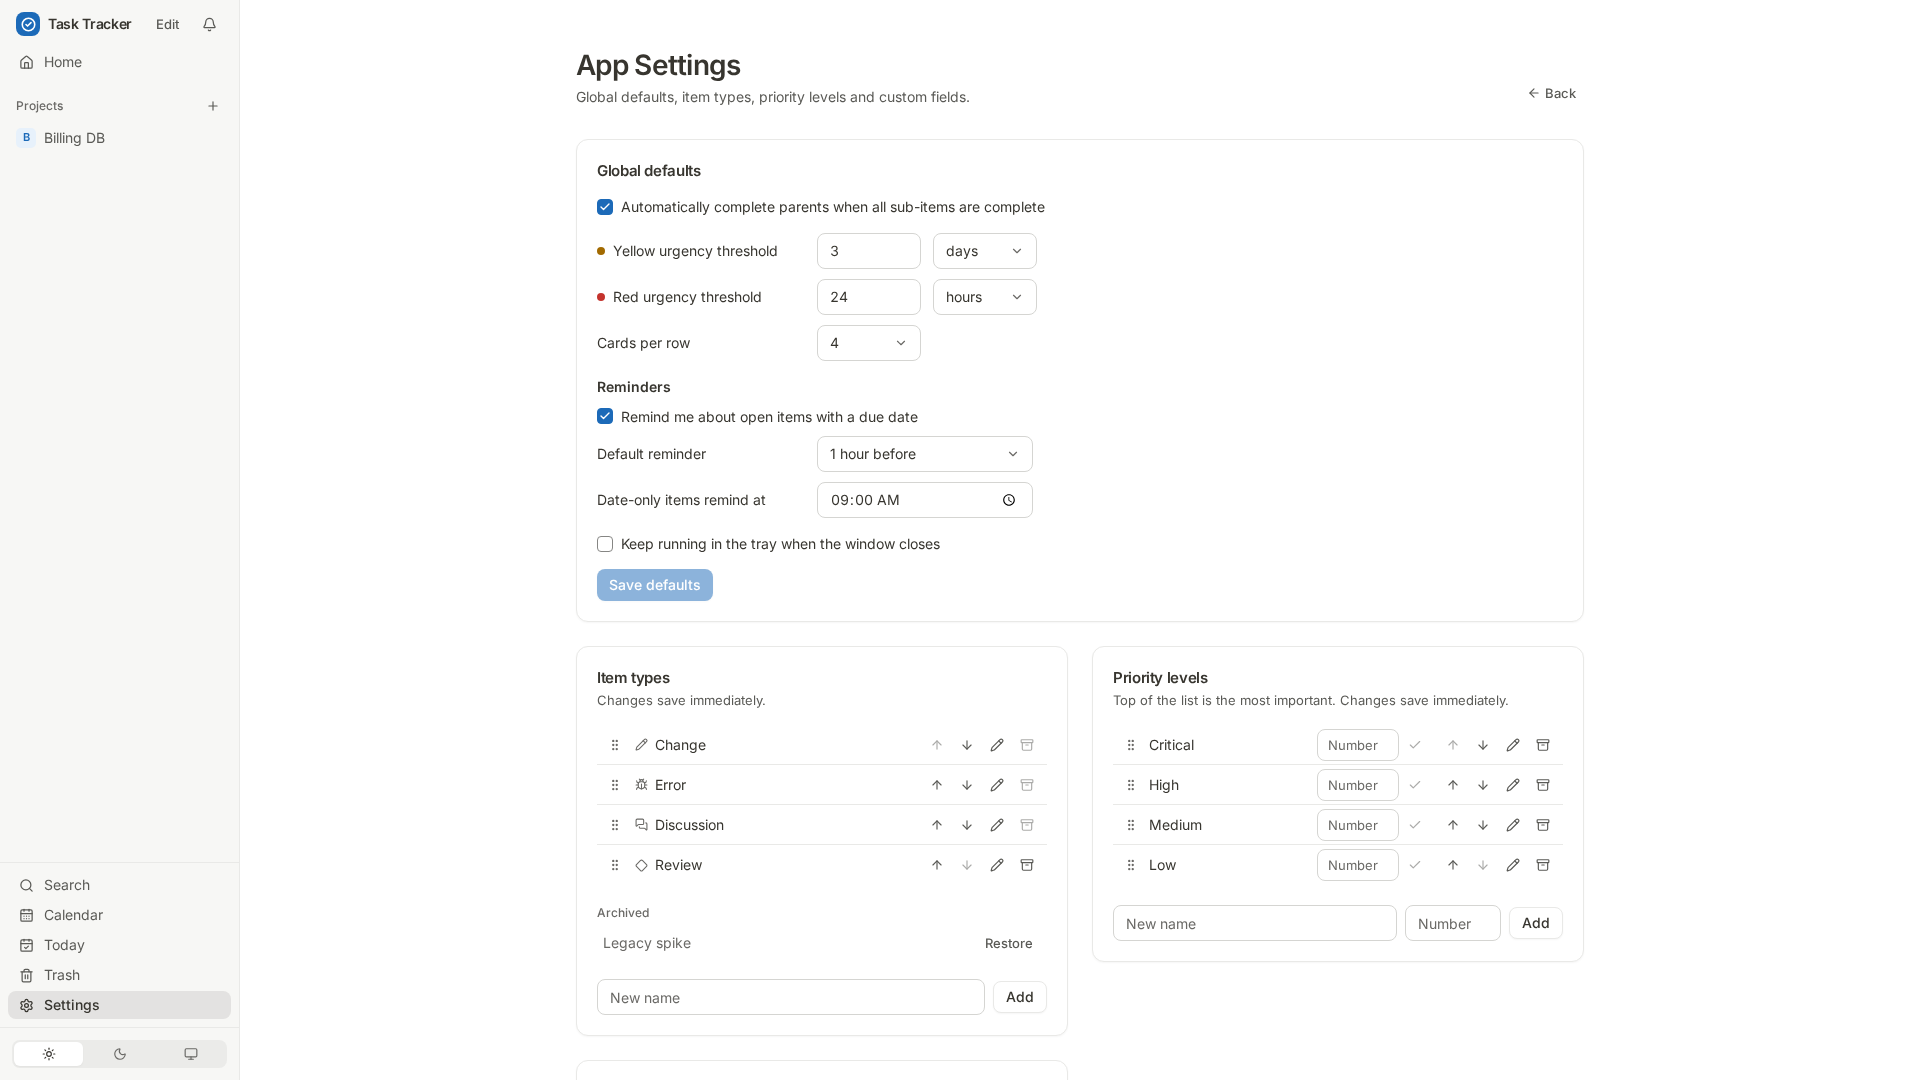 Task Tracker
Edit
Home
Projects
B
Billing DB
Search
Calendar
Today
Trash
Settings
App Settings
Global defaults, item types, priority levels and custom fields.
Back
Global defaults
Automatically complete parents when all sub-items are complete
Yellow urgency threshold 3 days
Red urgency threshold 24 hours
Cards per row 4
Reminders
Remind me about open items with a due date
Default reminder 1 hour before
Date-only items remind at 09:00 AM
Keep running in the tray when the window closes
Save defaults
Item types
Changes save immediately.
Change
Error
Discussion
Review
Archived
Legacy spike Restore
New name Add
Priority levels
Top of the list is the most important. Changes save immediately.
Critical Number
High Number
Medium Number
Low Number
New name Number Add